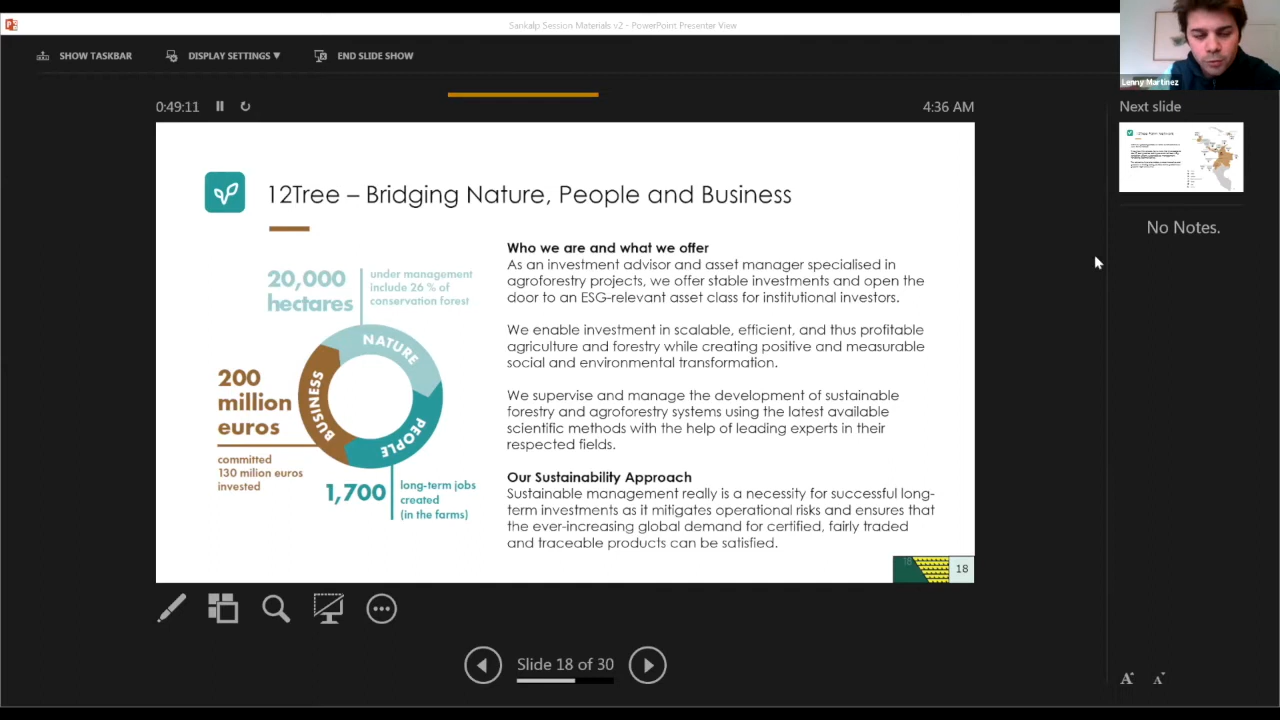 Sankalp Session Materials v2 - PowerPoint Presenter View
SHOW TASKBAR
DISPLAY SETTINGS ▼
END SLIDE SHOW
Lenny Martinez
0:49:11
4:36 AM
Next slide
12Tree – Bridging Nature, People and Business
20,000
hectares
under management
include 26 % of
conservation forest
NATURE
PEOPLE
BUSINESS
200
million
euros
committed
130 milion euros
invested
1,700
long-term jobs
created
(in the farms)
Who we are and what we offer
As an investment advisor and asset manager specialised in
agroforestry projects, we offer stable investments and open the
door to an ESG-relevant asset class for institutional investors.
We enable investment in scalable, efficient, and thus profitable
agriculture and forestry while creating positive and measurable
social and environmental transformation.
We supervise and manage the development of sustainable
forestry and agroforestry systems using the latest available
scientific methods with the help of leading experts in their
respected fields.
Our Sustainability Approach
Sustainable management really is a necessity for successful long-
term investments as it mitigates operational risks and ensures that
the ever-increasing global demand for certified, fairly traded
and traceable products can be satisfied.
18
18
12Tree Farm Network
No Notes.
Slide 18 of 30
A A